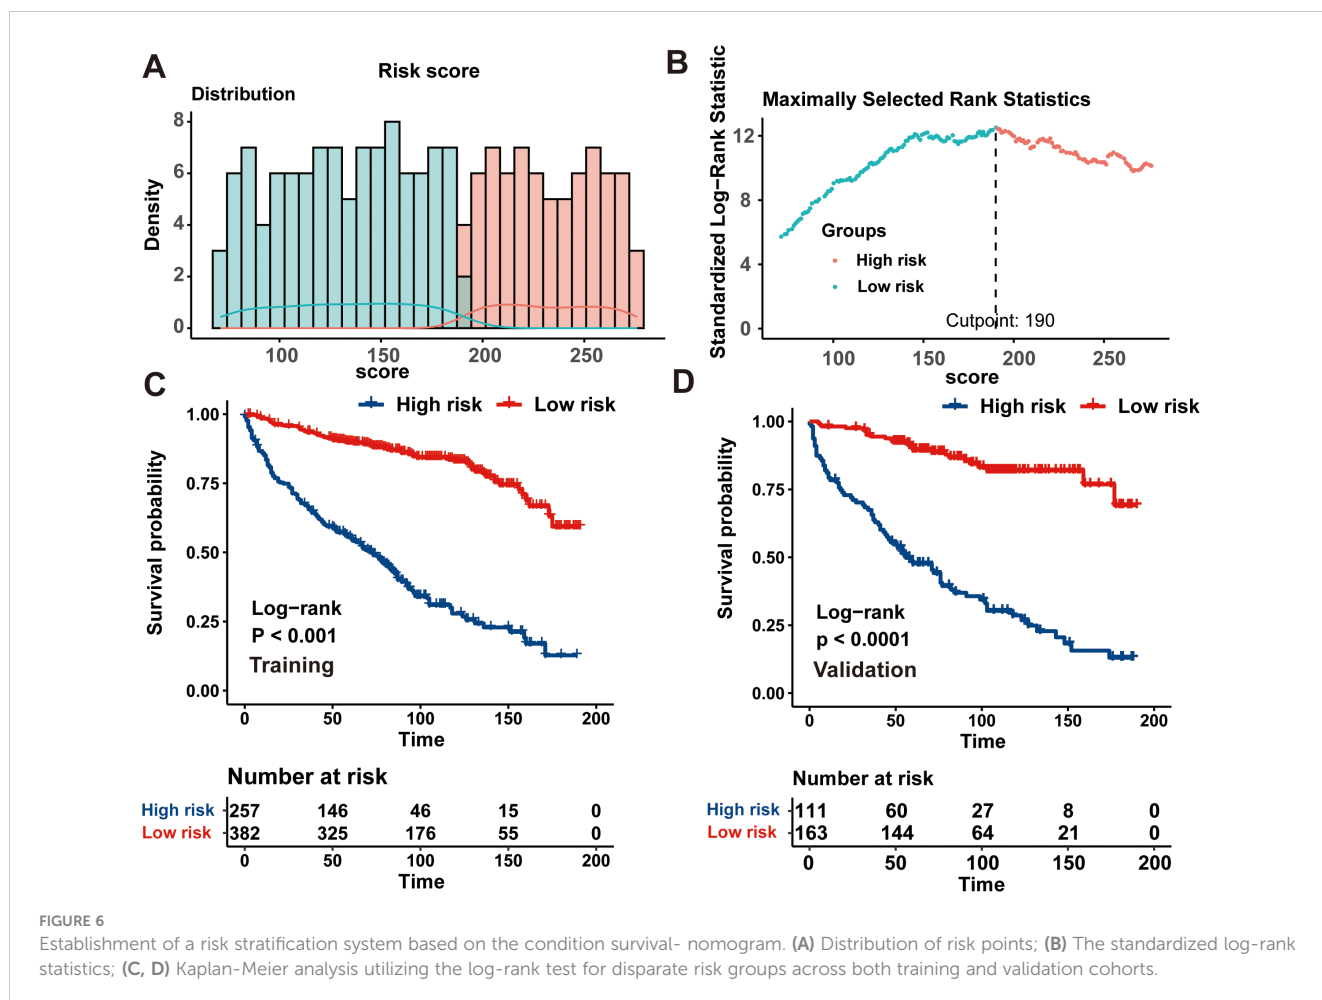 A
Risk score
Distribution
Density
8
6
4
2
0
100 150 200 250
score
B
Maximally Selected Rank Statistics
Standardized Log-Rank Statistic
12
8
4
0
Groups
High risk
Low risk
Cutpoint: 190
100 150 200 250
score
C
High risk Low risk
Survival probability
1.00
0.75
0.50
0.25
0.00
Log-rank
P < 0.001
Training
0 50 100 150 200
Time
Number at risk
High risk 257 146 46 15 0
Low risk 382 325 176 55 0
0 50 100 150 200
Time
D
High risk Low risk
Survival probability
1.00
0.75
0.50
0.25
0.00
Log-rank
p < 0.0001
Validation
0 50 100 150 200
Time
Number at risk
High risk 111 60 27 8 0
Low risk 163 144 64 21 0
0 50 100 150 200
Time
FIGURE 6
Establishment of a risk stratification system based on the condition survival- nomogram. (A) Distribution of risk points; (B) The standardized log-rank
statistics; (C, D) Kaplan-Meier analysis utilizing the log-rank test for disparate risk groups across both training and validation cohorts.